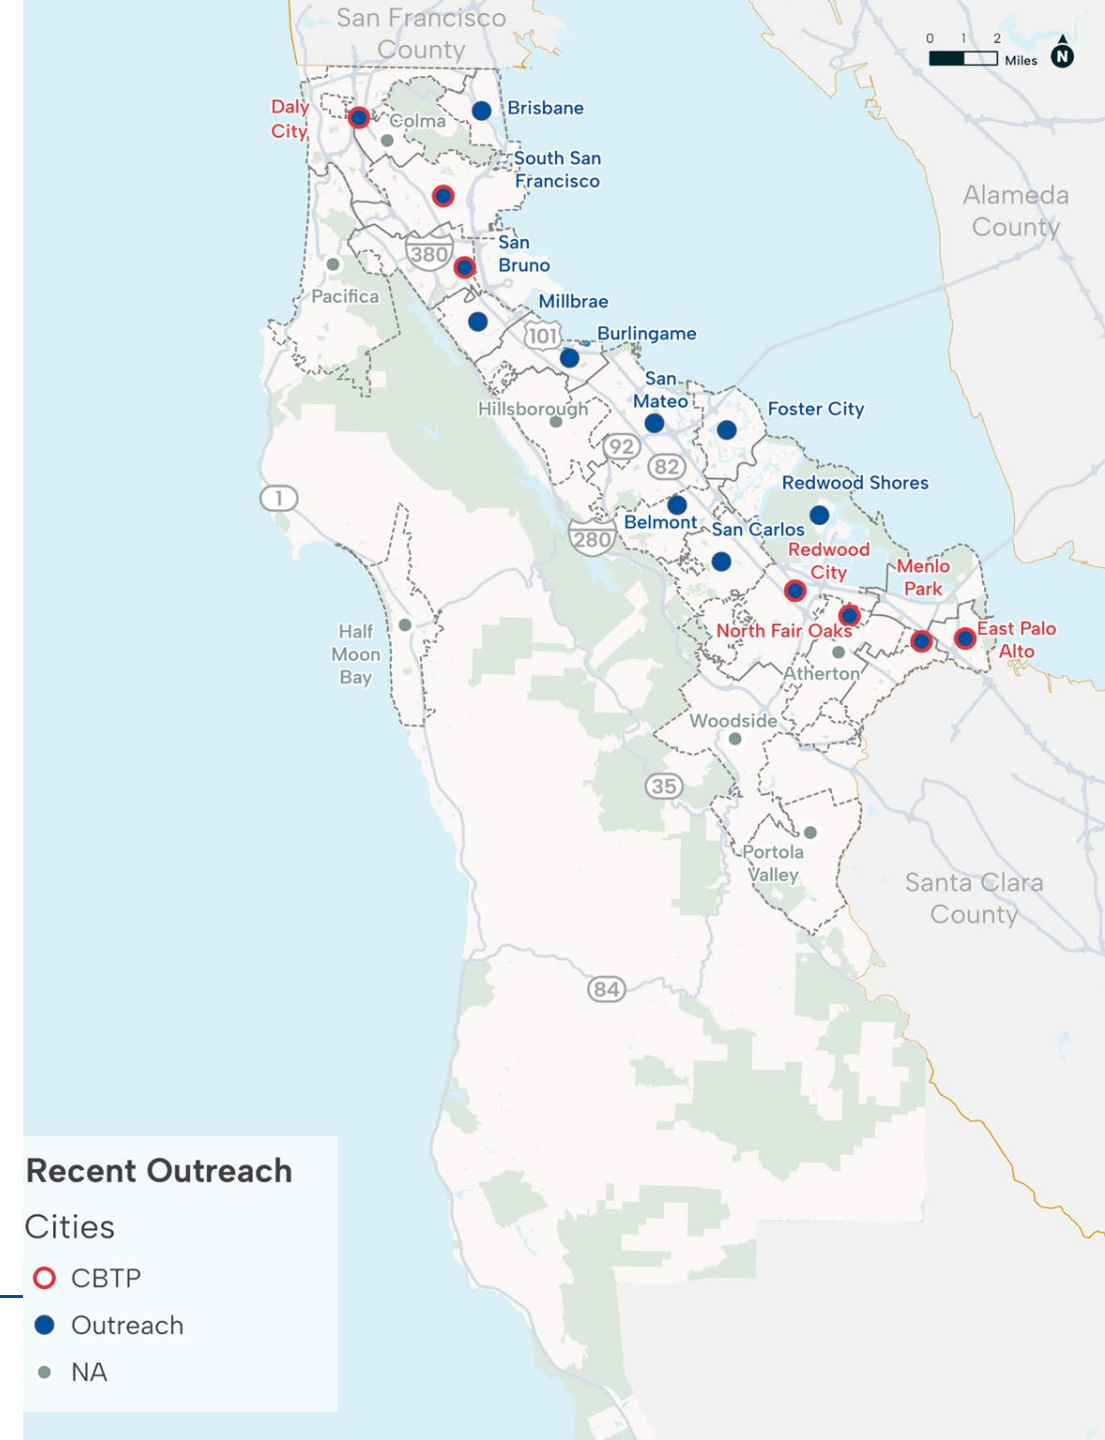 San Francisco
County
0 1 2
Miles
N
Daly
City
Colma
Brisbane
South San
Francisco
Alameda
County
380
San
Bruno
Pacifica
Millbrae
101
Burlingame
San
Mateo
Hillsborough
Foster City
92
82
1
Redwood Shores
Belmont
San Carlos
280
Redwood
City
Menlo
Park
Half
Moon
Bay
North Fair Oaks
East Palo
Alto
Atherton
Woodside
35
Portola
Valley
Santa Clara
County
84
Recent Outreach
Cities
CBTP
Outreach
NA